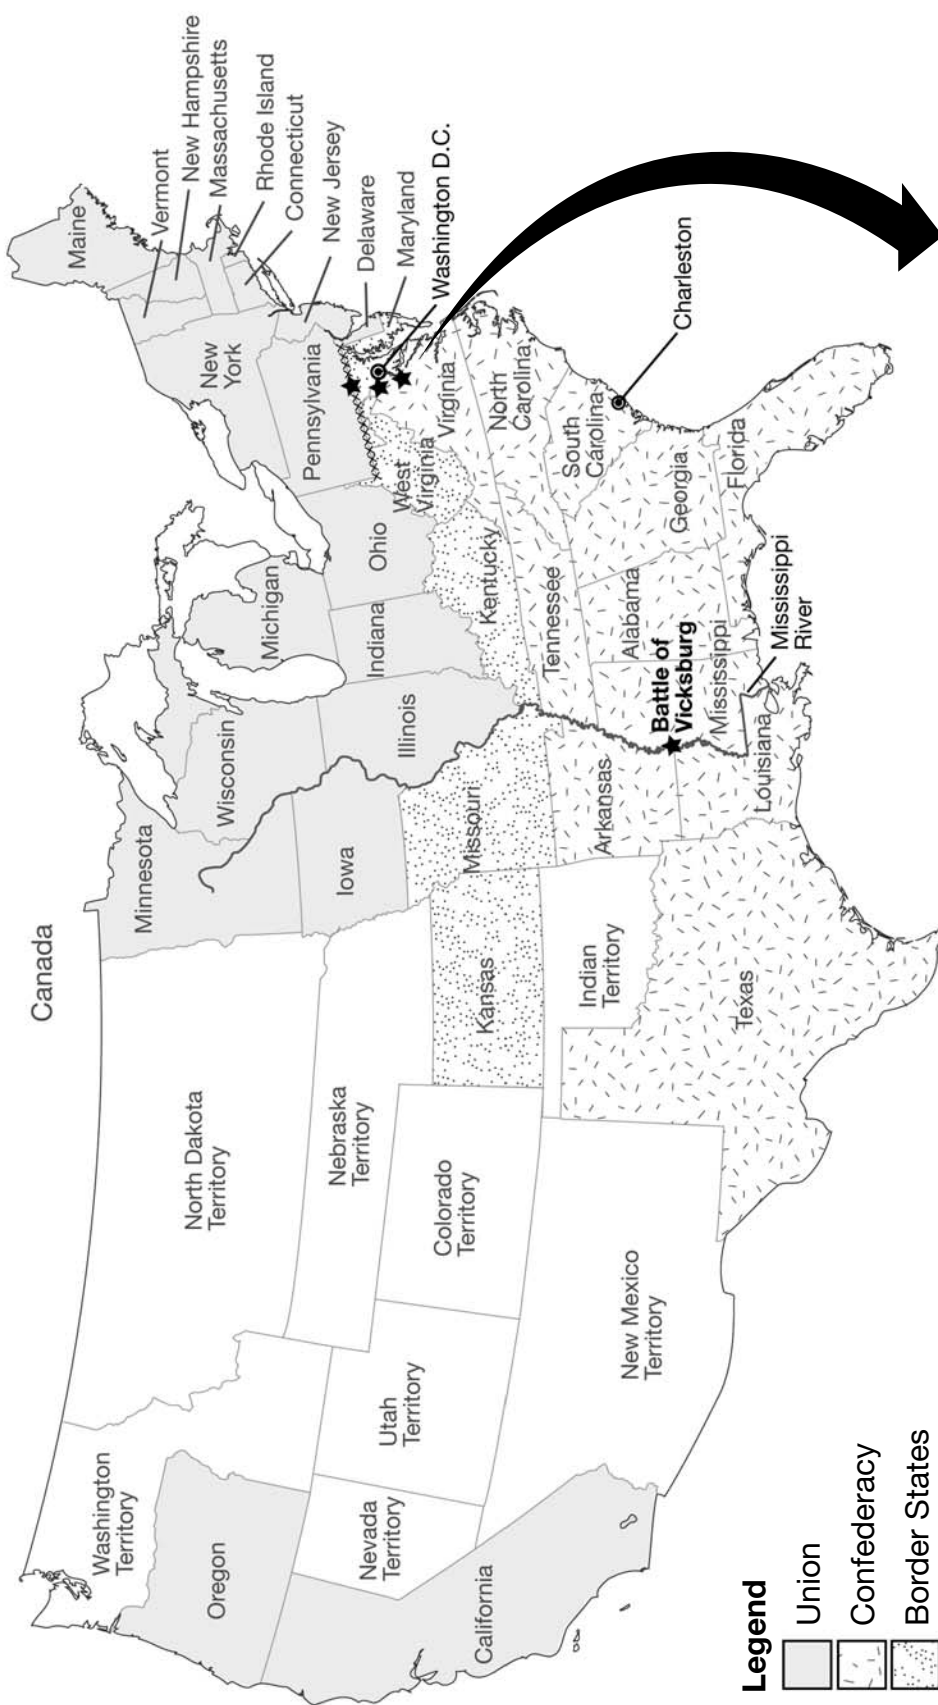 Canada
Washington
Territory
Oregon
California
Nevada
Territory
Utah
Territory
North Dakota
Territory
Nebraska
Territory
Colorado
Territory
New Mexico
Territory
Kansas
Indian
Territory
Texas
Minnesota
Iowa
Missouri
Arkansas
Louisiana
Wisconsin
Illinois
Michigan
Indiana
Ohio
Kentucky
Tennessee
Battle of
Vicksburg
Mississippi
Alabama
Georgia
Florida
Mississippi
River
South
Carolina
North
Carolina
Virginia
West
Virginia
Pennsylvania
New
York
Maine
Vermont
New Hampshire
Massachusetts
Rhode Island
Connecticut
New Jersey
Delaware
Maryland
Washington D.C.
Charleston
Legend
Union
Confederacy
Border States